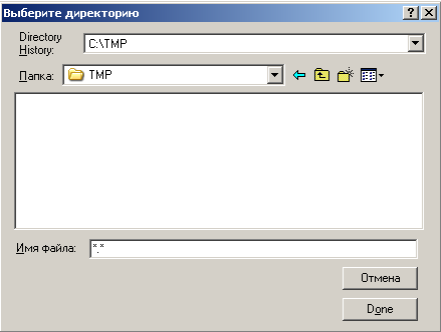 Выберите директорию
Directory History: C:\TMP
Папка: TMP
Имя файла: *.*
Отмена
Done